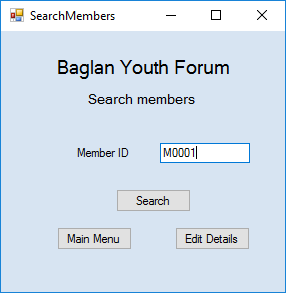 SearchMembers
Baglan Youth Forum
Search members
Member ID M0001
Search
Main Menu Edit Details